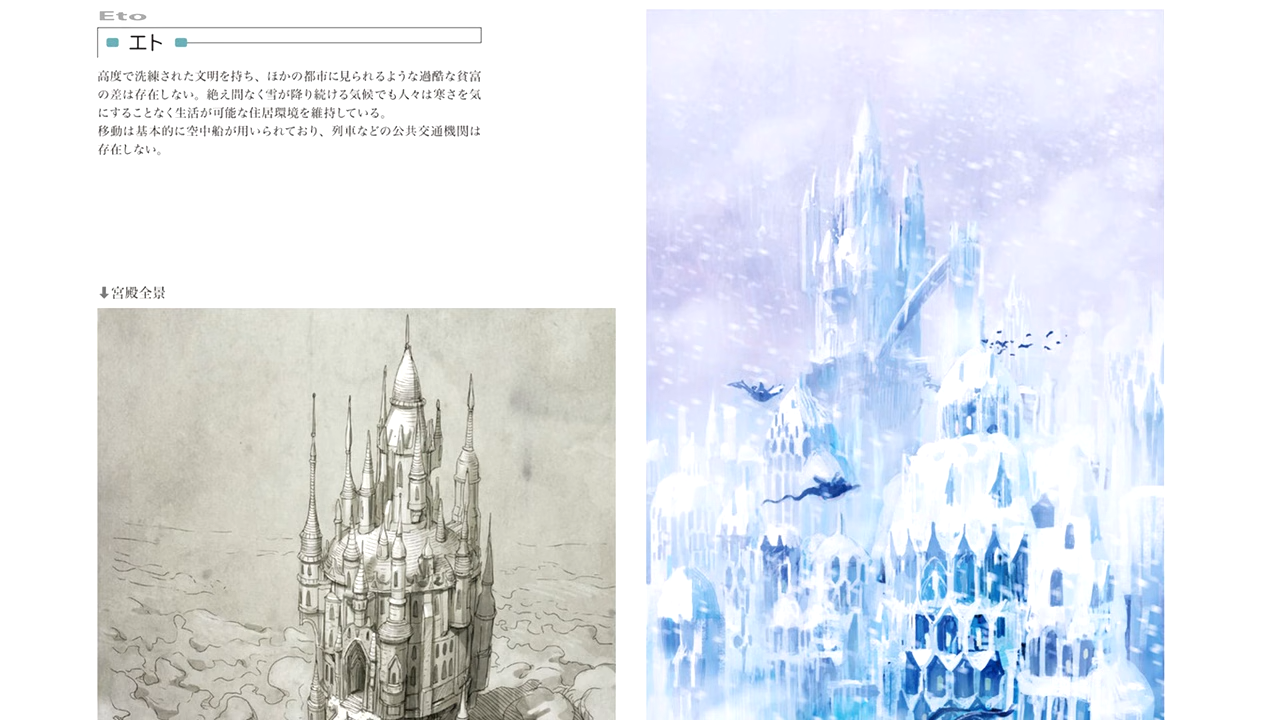 Eto
エト
高度で洗練された文明を持ち、ほかの都市に見られるような過酷な貧富
の差は存在しない。絶え間なく雪が降り続ける気候でも人々は寒さを気
にすることなく生活が可能な住居環境を維持している。
移動は基本的に空中船が用いられており、列車などの公共交通機関は
存在しない。
⬇宮殿全景